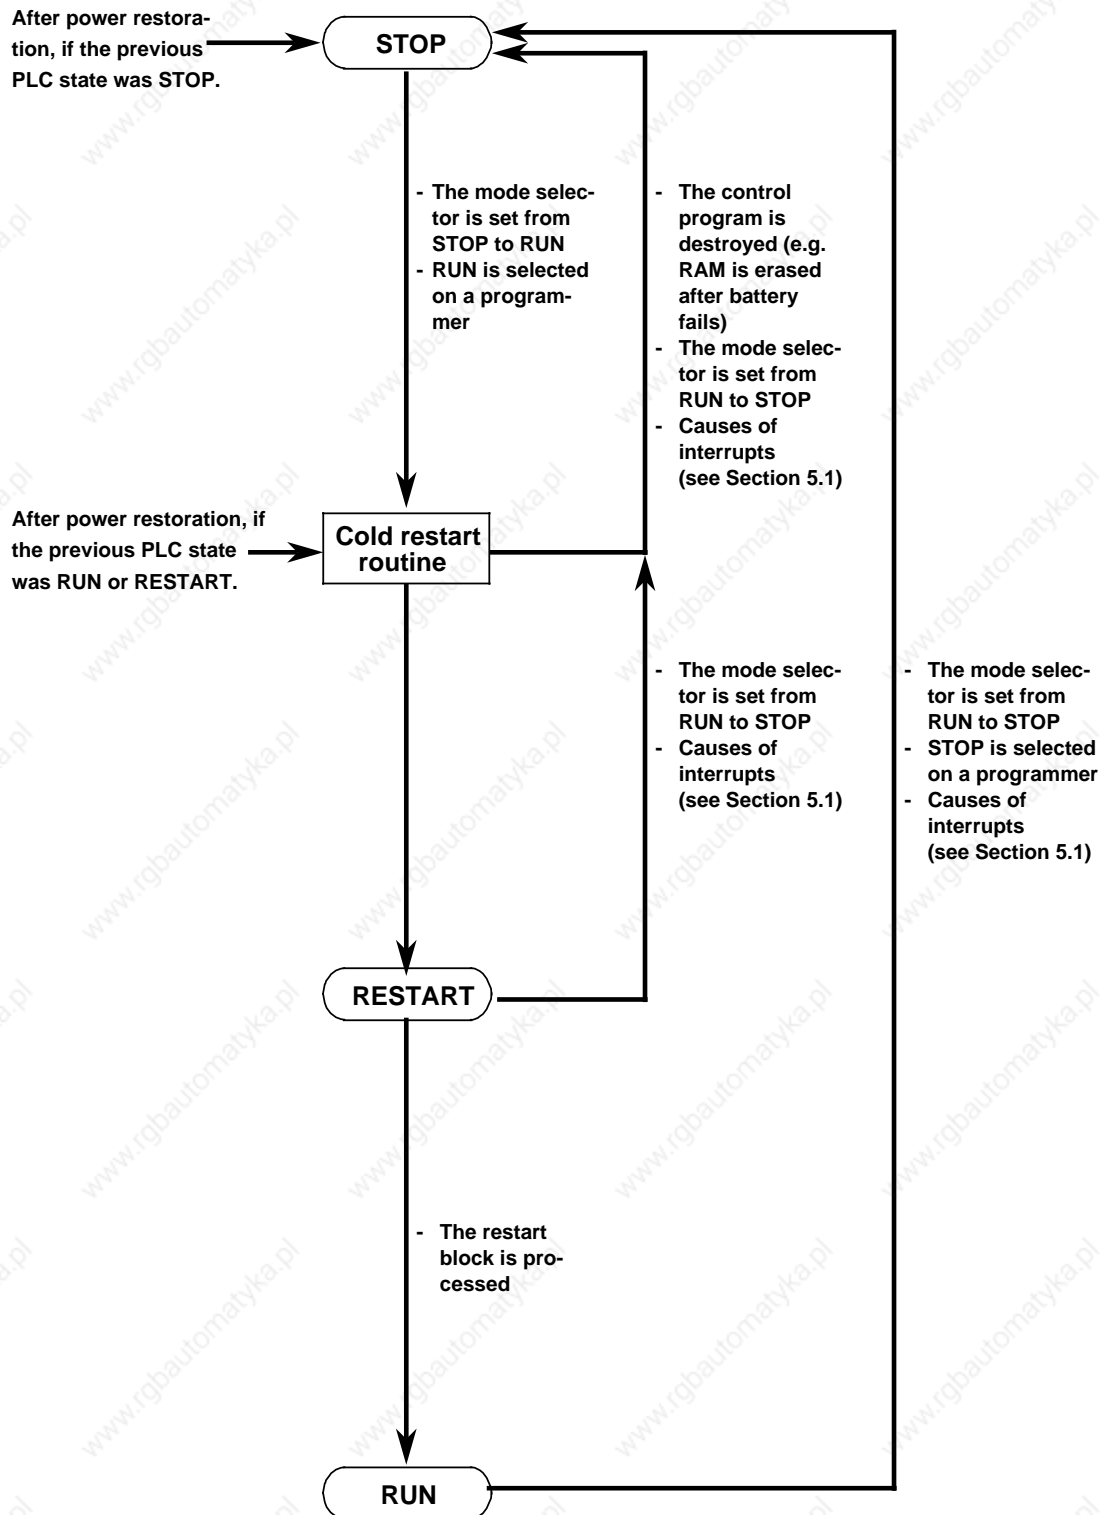 After power restora-
tion, if the previous
PLC state was STOP.
STOP
- The mode selec-
tor is set from
STOP to RUN
- RUN is selected
on a program-
mer
- The control
program is
destroyed (e.g.
RAM is erased
after battery
fails)
- The mode selec-
tor is set from
RUN to STOP
- Causes of
interrupts
(see Section 5.1)
After power restoration, if
the previous PLC state
was RUN or RESTART.
Cold restart
routine
- The mode selec-
tor is set from
RUN to STOP
- Causes of
interrupts
(see Section 5.1)
- The mode selec-
tor is set from
RUN to STOP
- STOP is selected
on a programmer
- Causes of
interrupts
(see Section 5.1)
RESTART
- The restart
block is pro-
cessed
RUN
www.rgbautomatyka.pl